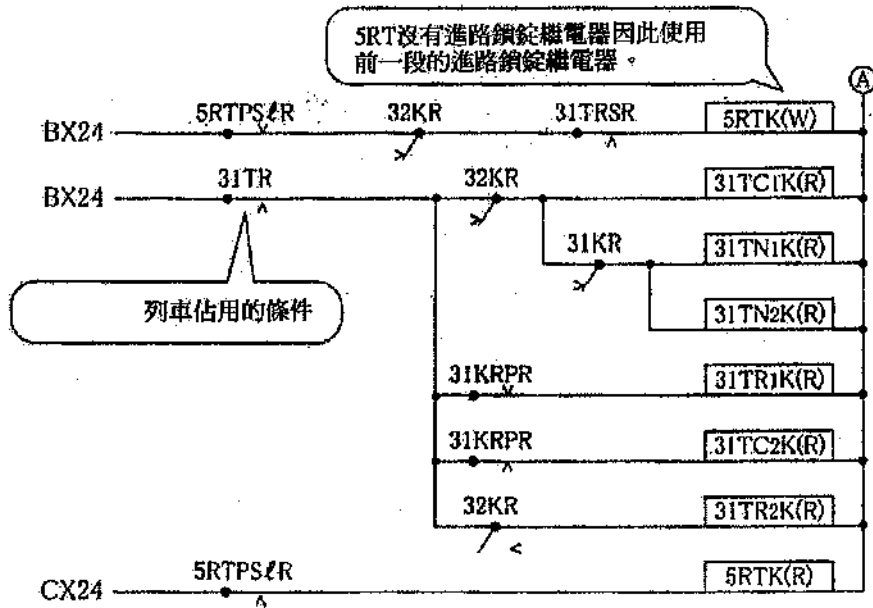 5RT沒有進路鎖錠繼電器因此使用
前一段的進路鎖錠繼電器。
A
BX24 5RTPSℓR 32KR 31TRSR 5RTK(W)
BX24 31TR 32KR 31TC1K(R)
31KR 31TN1K(R)
列車佔用的條件
31TN2K(R)
31KRPR 31TR1K(R)
31KRPR 31TC2K(R)
32KR 31TR2K(R)
CX24 5RTPSℓR 5RTK(R)